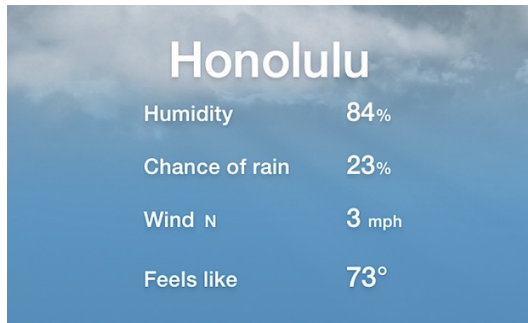 Honolulu
Humidity 84%
Chance of rain 23%
Wind N 3 mph
Feels like 73°